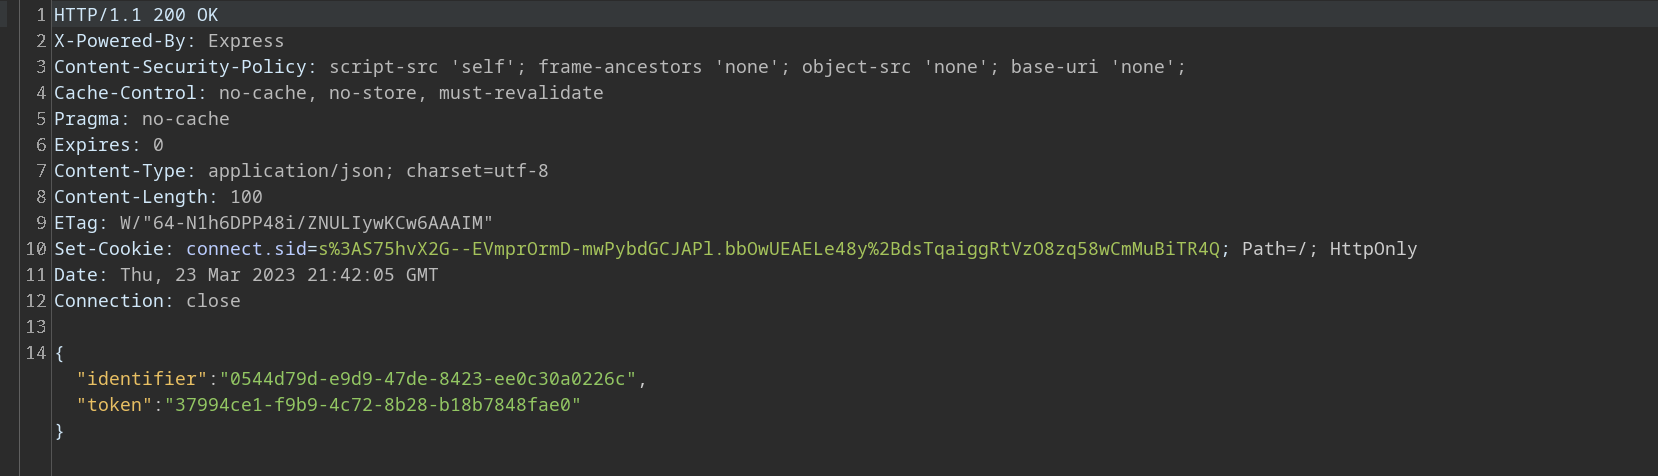 1 HTTP/1.1 200 OK
2 X-Powered-By: Express
3 Content-Security-Policy: script-src 'self'; frame-ancestors 'none'; object-src 'none'; base-uri 'none';
4 Cache-Control: no-cache, no-store, must-revalidate
5 Pragma: no-cache
6 Expires: 0
7 Content-Type: application/json; charset=utf-8
8 Content-Length: 100
9 ETag: W/"64-N1h6DPP48i/ZNULIywKCw6AAAIM"
10 Set-Cookie: connect.sid=s%3AS75hvX2G--EVmprOrmD-mwPybdGCJAPl.bbOwUEAELe48y%2BdsTqaiggRtVzO8zq58wCmMuBiTR4Q; Path=/; HttpOnly
11 Date: Thu, 23 Mar 2023 21:42:05 GMT
12 Connection: close
13
14 {
"identifier":"0544d79d-e9d9-47de-8423-ee0c30a0226c",
"token":"37994ce1-f9b9-4c72-8b28-b18b7848fae0"
}